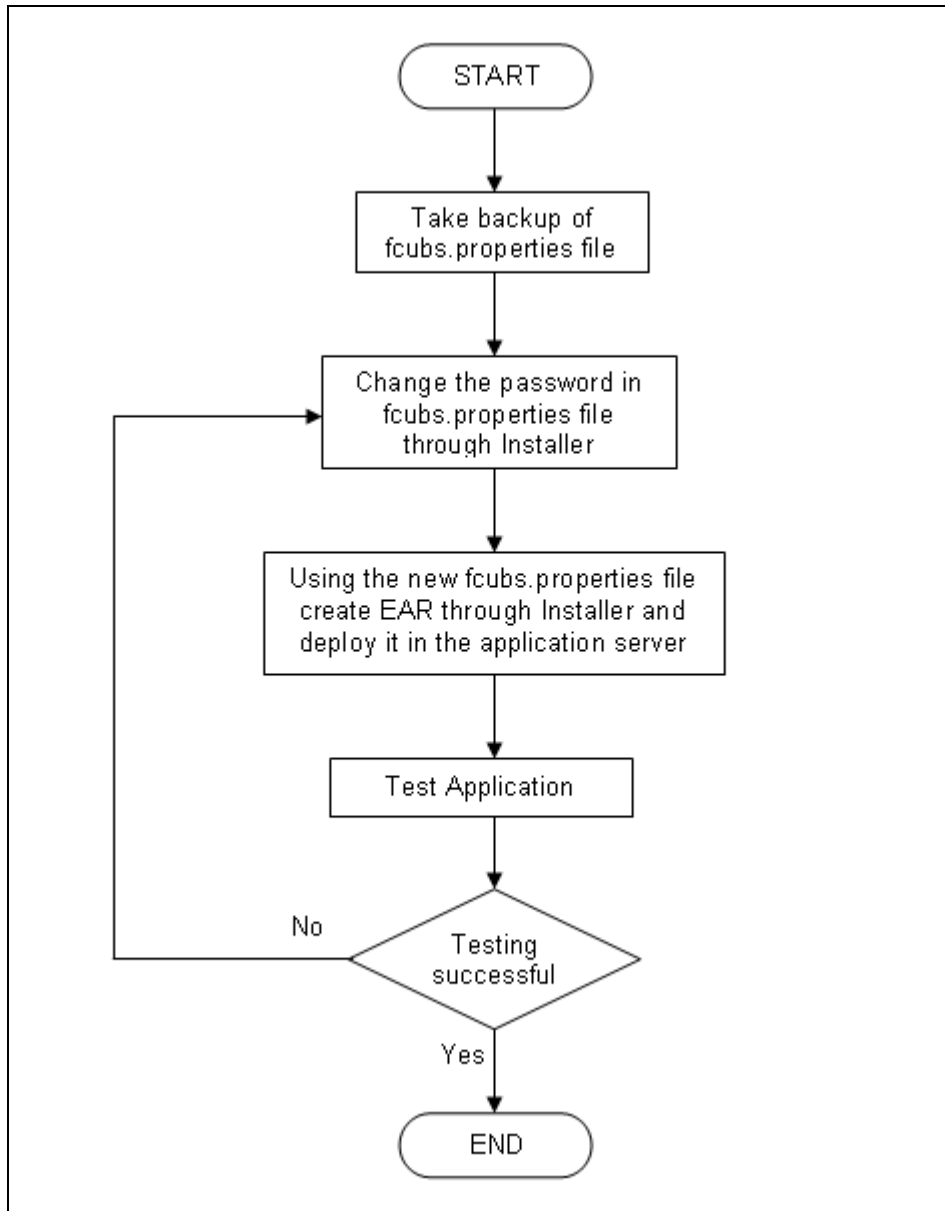 START
Take backup of
fcubs.properties file
Change the password in
fcubs.properties file
through Installer
Using the new fcubs.properties file
create EAR through Installer and
deploy it in the application server
Test Application
No
Testing
successful
Yes
END